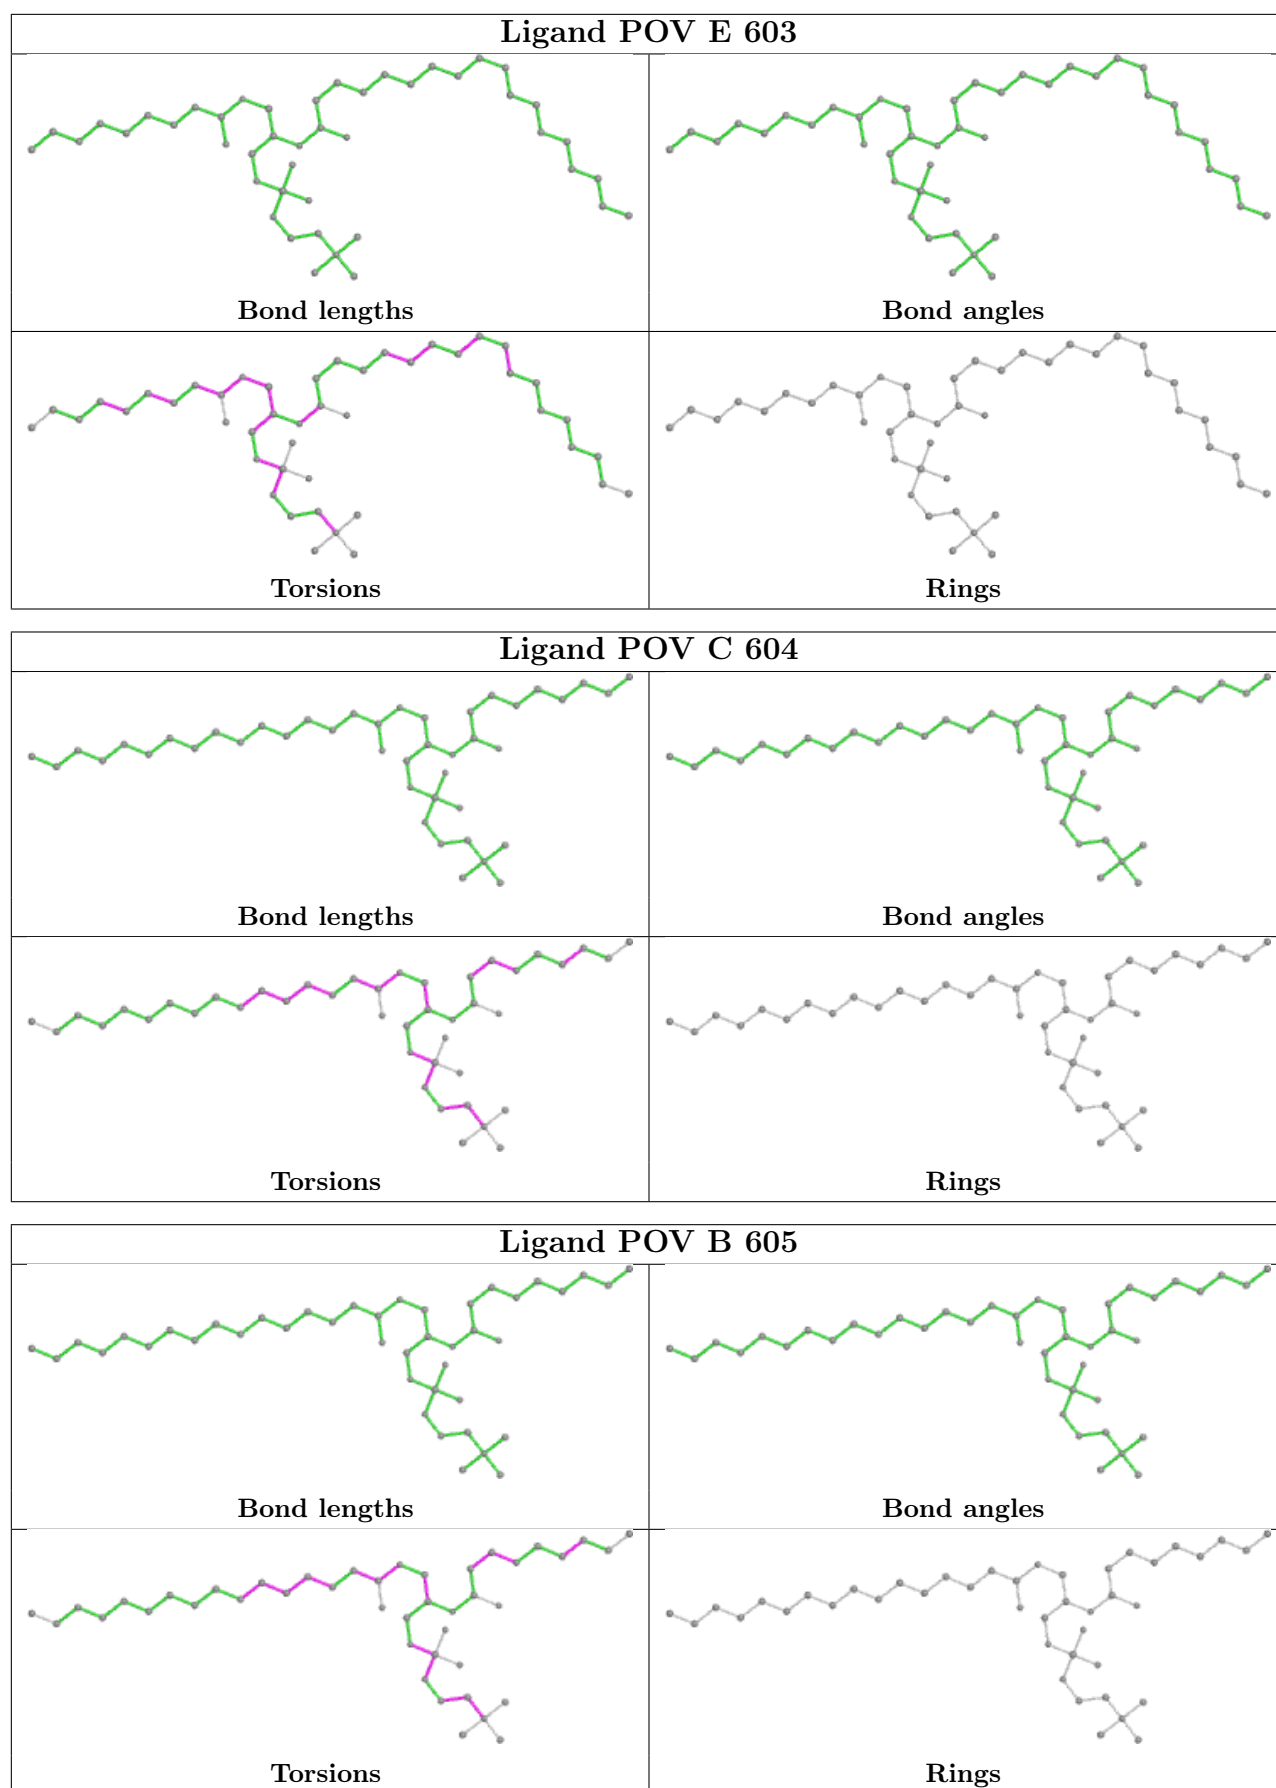 Ligand POV E 603
Bond lengths
Bond angles
Torsions
Rings
Ligand POV C 604
Bond lengths
Bond angles
Torsions
Rings
Ligand POV B 605
Bond lengths
Bond angles
Torsions
Rings